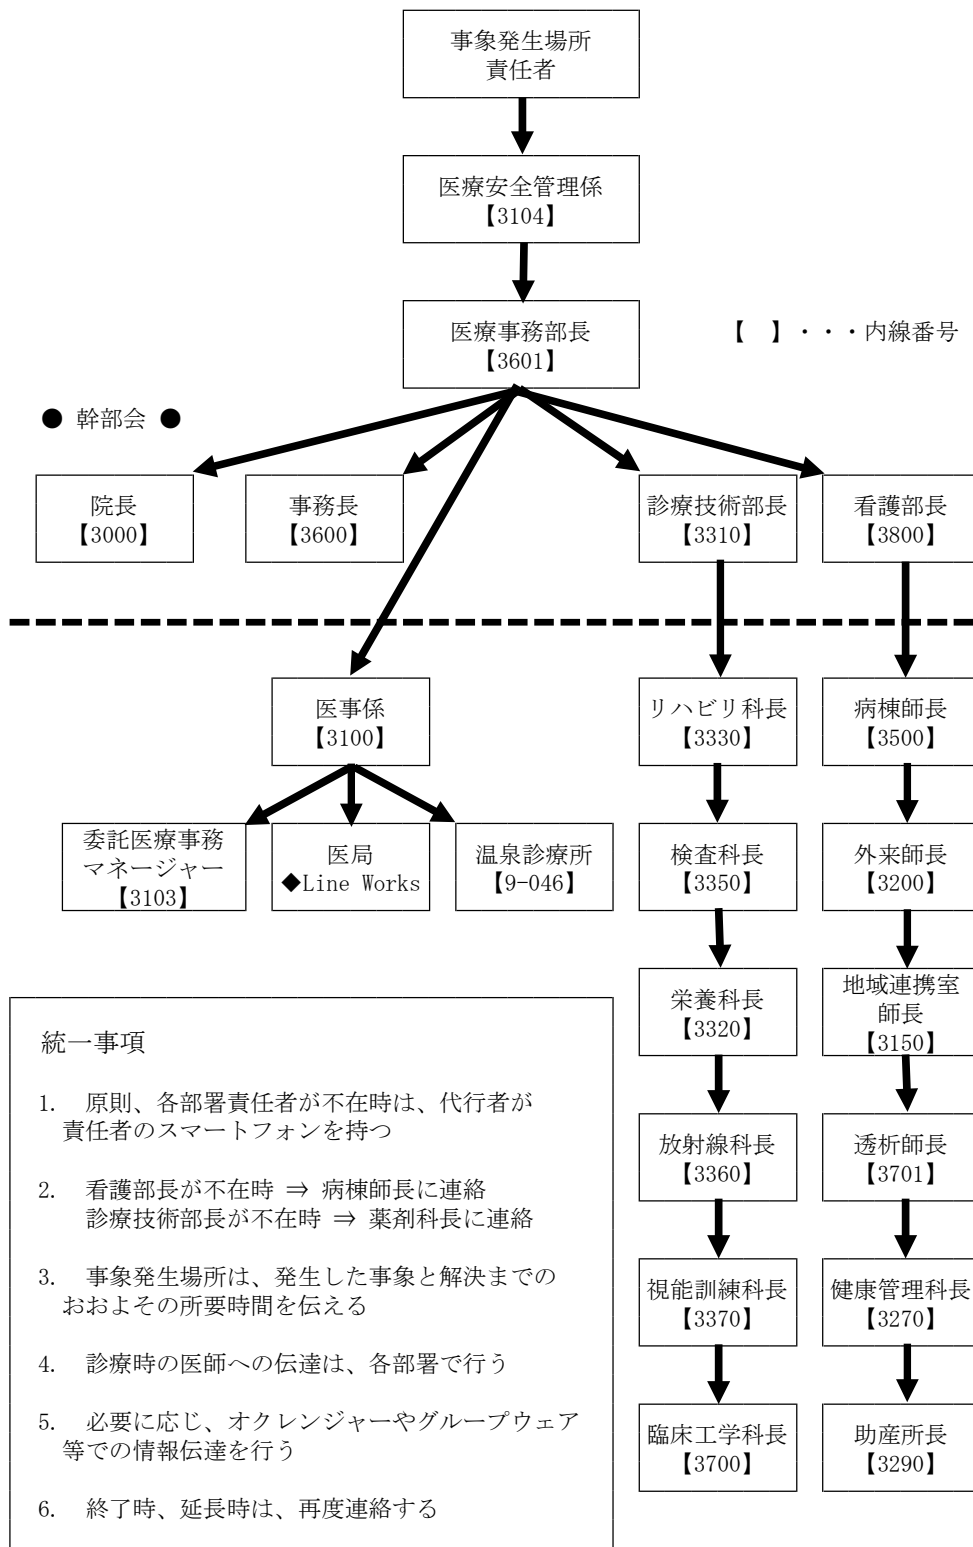 事象発生場所
責任者
医療安全管理係
【3104】
医療事務部長
【3601】
【　】・・・内線番号
● 幹部会 ●
院長
【3000】
事務長
【3600】
診療技術部長
【3310】
看護部長
【3800】
医事係
【3100】
リハビリ科長
【3330】
病棟師長
【3500】
委託医療事務
マネージャー
【3103】
医局
◆Line Works
温泉診療所
【9-046】
検査科長
【3350】
外来師長
【3200】
栄養科長
【3320】
地域連携室
師長
【3150】
放射線科長
【3360】
透析師長
【3701】
視能訓練科長
【3370】
健康管理科長
【3270】
臨床工学科長
【3700】
助産所長
【3290】
統一事項
1.　原則、各部署責任者が不在時は、代行者が
責任者のスマートフォンを持つ
2.　看護部長が不在時 ⇒ 病棟師長に連絡
診療技術部長が不在時 ⇒ 薬剤科長に連絡
3.　事象発生場所は、発生した事象と解決までの
おおよその所要時間を伝える
4.　診療時の医師への伝達は、各部署で行う
5.　必要に応じ、オクレンジャーやグループウェア
等での情報伝達を行う
6.　終了時、延長時は、再度連絡する